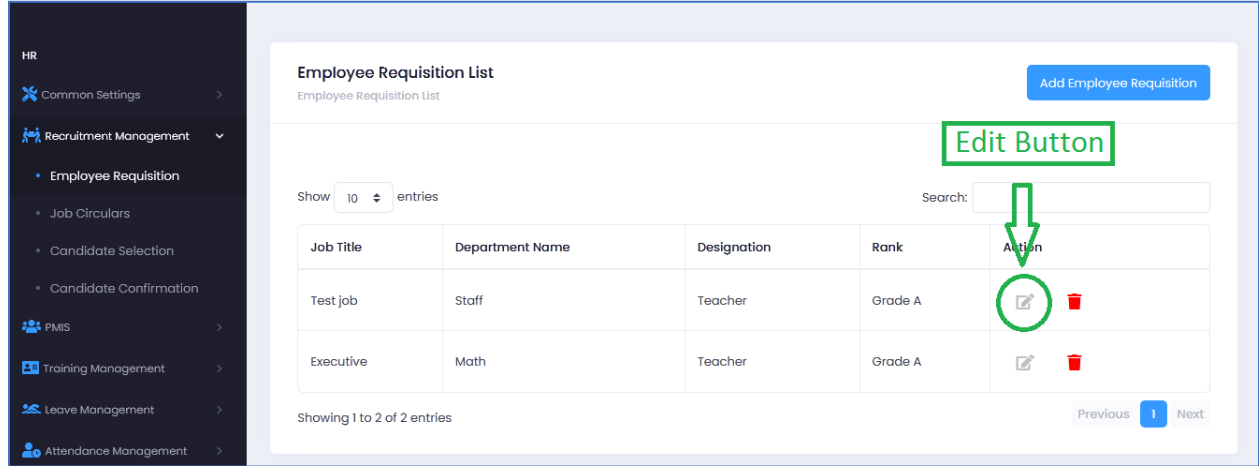 HR
Common Settings
Recruitment Management
Employee Requisition
Job Circulars
Candidate Selection
Candidate Confirmation
PMIS
Training Management
Leave Management
Attendance Management
Employee Requisition List
Employee Requisition List
Add Employee Requisition
Edit Button
Show 10 entries
Search:
Job Title Department Name Designation Rank Action
Test job Staff Teacher Grade A
Executive Math Teacher Grade A
Showing 1 to 2 of 2 entries
Previous 1 Next